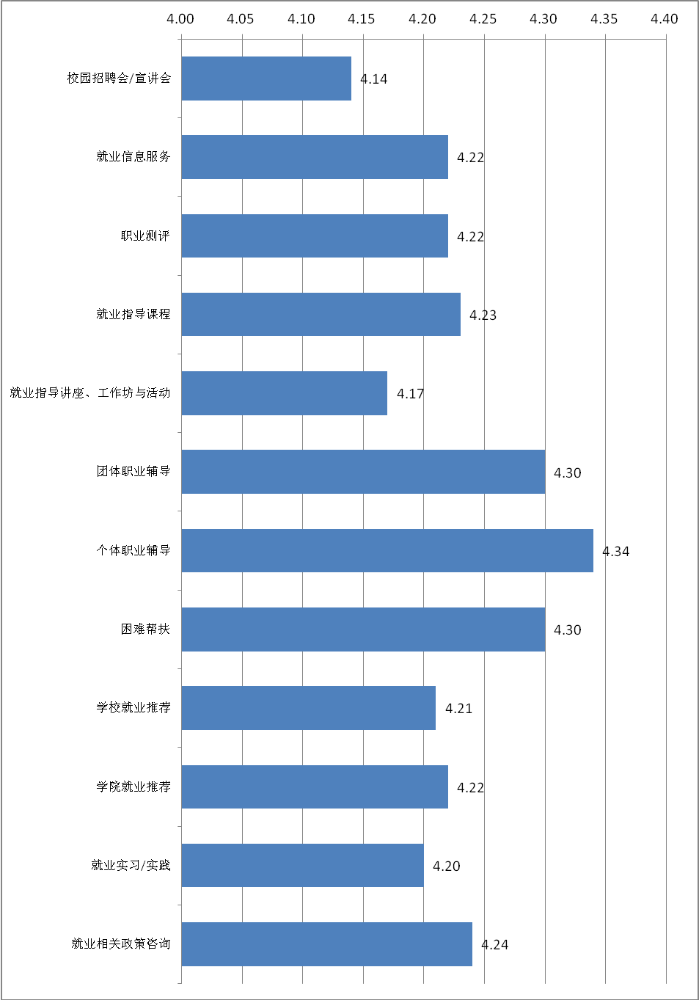 4.00 4.05 4.10 4.15 4.20 4.25 4.30 4.35 4.40
校园招聘会/宣讲会 4.14
就业信息服务 4.22
职业测评 4.22
就业指导课程 4.23
就业指导讲座、工作坊与活动 4.17
团体职业辅导 4.30
个体职业辅导 4.34
困难帮扶 4.30
学校就业推荐 4.21
学院就业推荐 4.22
就业实习/实践 4.20
就业相关政策咨询 4.24